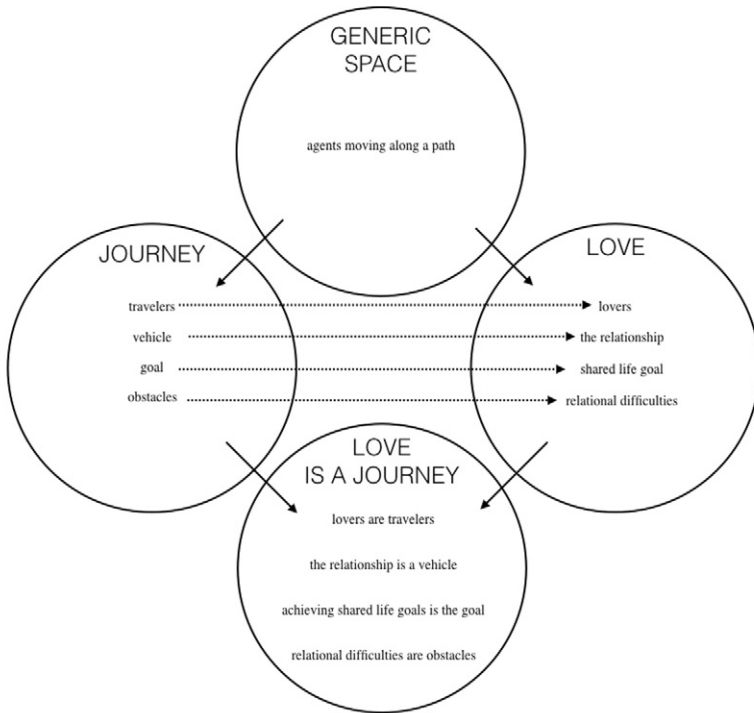 GENERIC
SPACE
agents moving along a path
JOURNEY
travelers
vehicle
goal
obstacles
LOVE
lovers
the relationship
shared life goal
relational difficulties
LOVE
IS A JOURNEY
lovers are travelers
the relationship is a vehicle
achieving shared life goals is the goal
relational difficulties are obstacles